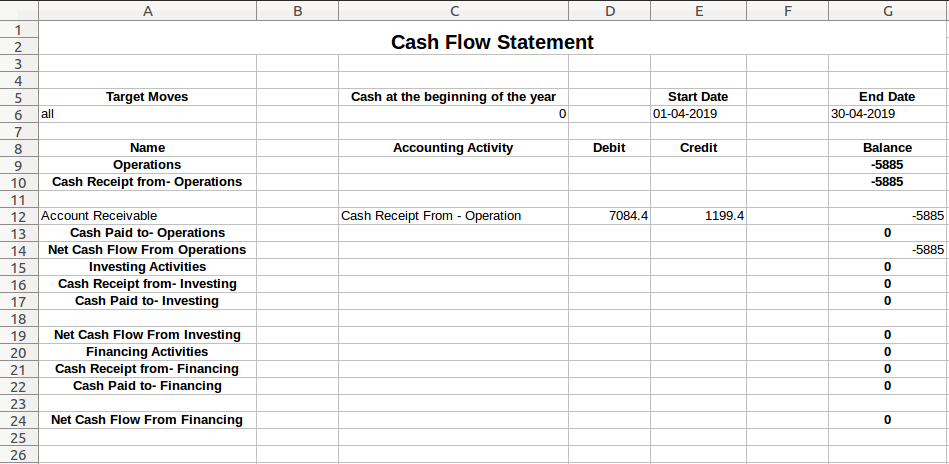 A B C D E F G
1
2 Cash Flow Statement
3
4
5 Target Moves Cash at the beginning of the year Start Date End Date
6 all 0 01-04-2019 30-04-2019
7
8 Name Accounting Activity Debit Credit Balance
9 Operations -5885
10 Cash Receipt from- Operations -5885
11
12 Account Receivable Cash Receipt From - Operation 7084.4 1199.4 -5885
13 Cash Paid to- Operations 0
14 Net Cash Flow From Operations -5885
15 Investing Activities 0
16 Cash Receipt from- Investing 0
17 Cash Paid to- Investing 0
18
19 Net Cash Flow From Investing 0
20 Financing Activities 0
21 Cash Receipt from- Financing 0
22 Cash Paid to- Financing 0
23
24 Net Cash Flow From Financing 0
25
26